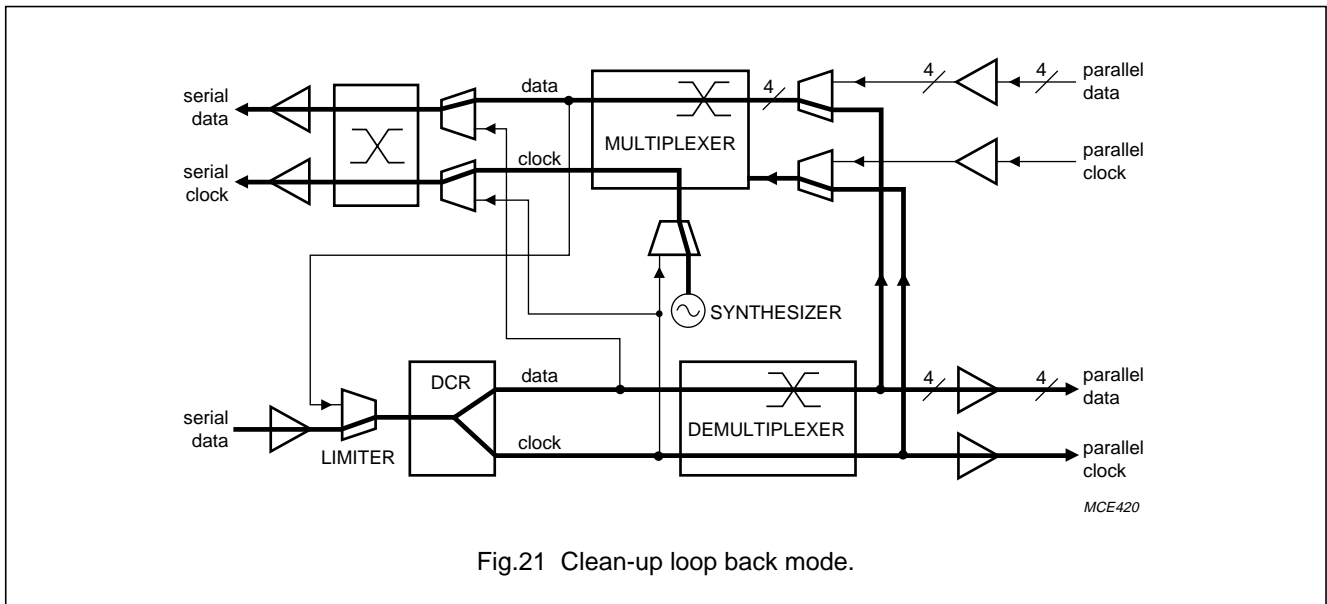 serial
data
data
4
4
4
parallel
data
MULTIPLEXER
serial
clock
clock
parallel
clock
SYNTHESIZER
DCR
data
4
4
parallel
data
serial
data
LIMITER
clock
DEMULTIPLEXER
parallel
clock
MCE420
Fig.21 Clean-up loop back mode.